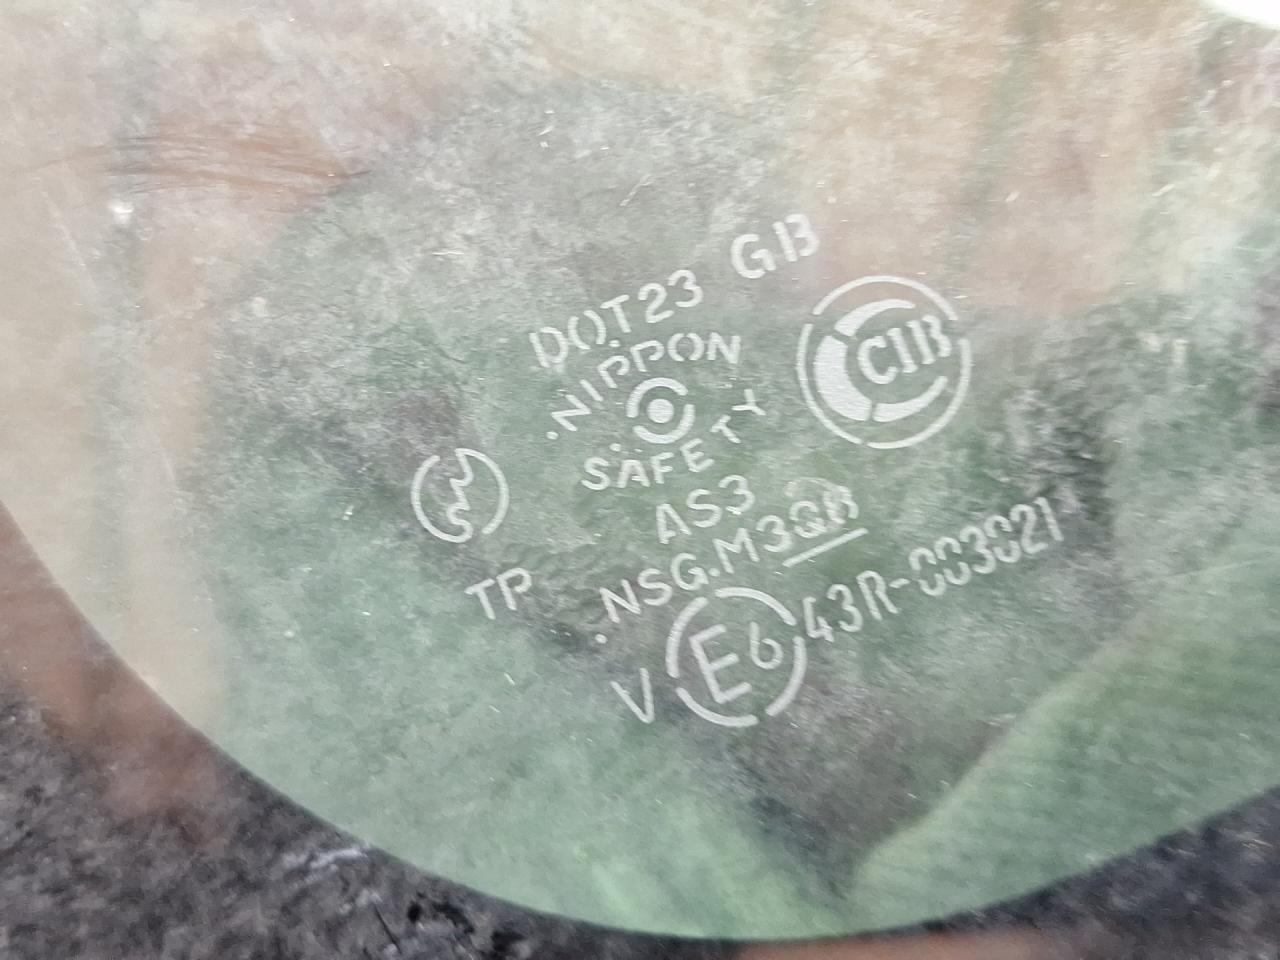 DOT23 GB
.NIPPON
SAFETY
CIB
AS3
TP
.NSG.M3QB
V E6 43R-003021